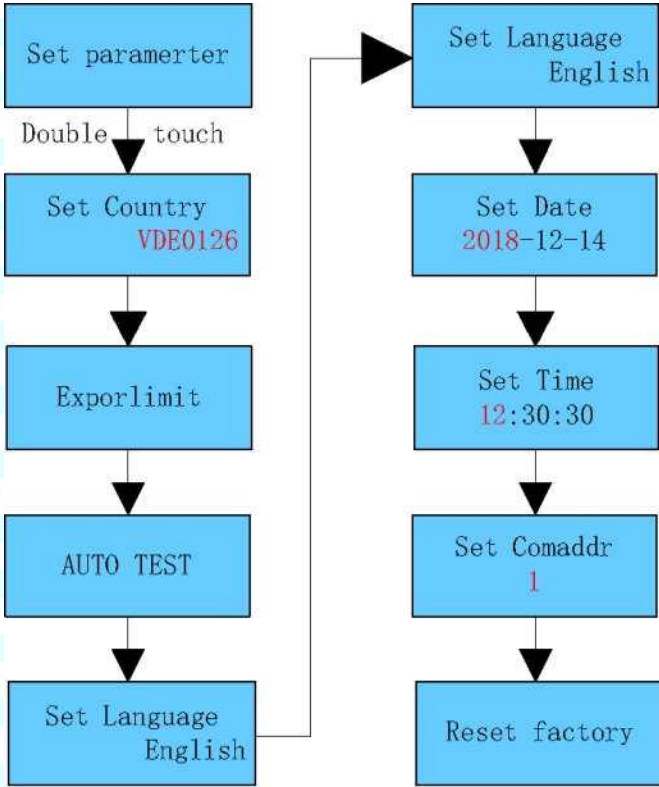 Set paramerter
Double touch
Set Country
VDE0126
Exporlimit
AUTO TEST
Set Language
English
Set Language
English
Set Date
2018-12-14
Set Time
12:30:30
Set Comaddr
1
Reset factory